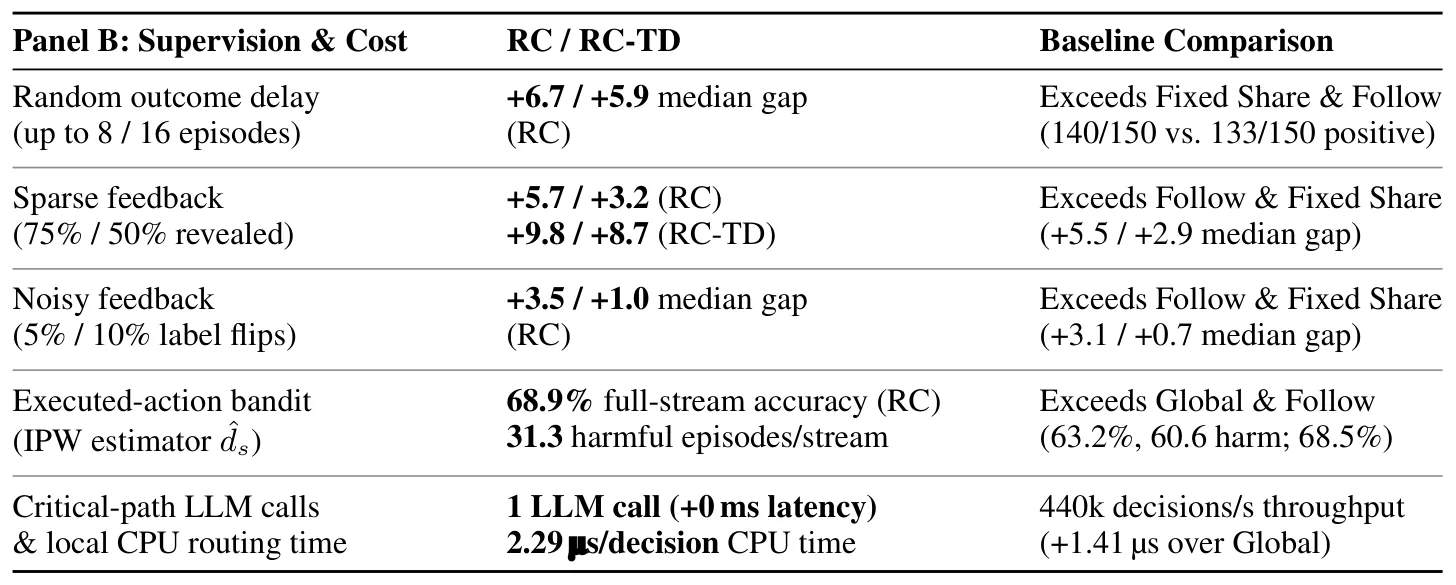 Panel B: Supervision & Cost RC / RC-TD Baseline Comparison
Random outcome delay +6.7 / +5.9 median gap Exceeds Fixed Share & Follow
(up to 8 / 16 episodes) (RC) (140/150 vs. 133/150 positive)
Sparse feedback +5.7 / +3.2 (RC) Exceeds Follow & Fixed Share
(75% / 50% revealed) +9.8 / +8.7 (RC-TD) (+5.5 / +2.9 median gap)
Noisy feedback +3.5 / +1.0 median gap Exceeds Follow & Fixed Share
(5% / 10% label flips) (RC) (+3.1 / +0.7 median gap)
Executed-action bandit 68.9% full-stream accuracy (RC) Exceeds Global & Follow
(IPW estimator d̂ₛ) 31.3 harmful episodes/stream (63.2%, 60.6 harm; 68.5%)
Critical-path LLM calls 1 LLM call (+0 ms latency) 440k decisions/s throughput
& local CPU routing time 2.29 µs/decision CPU time (+1.41 µs over Global)